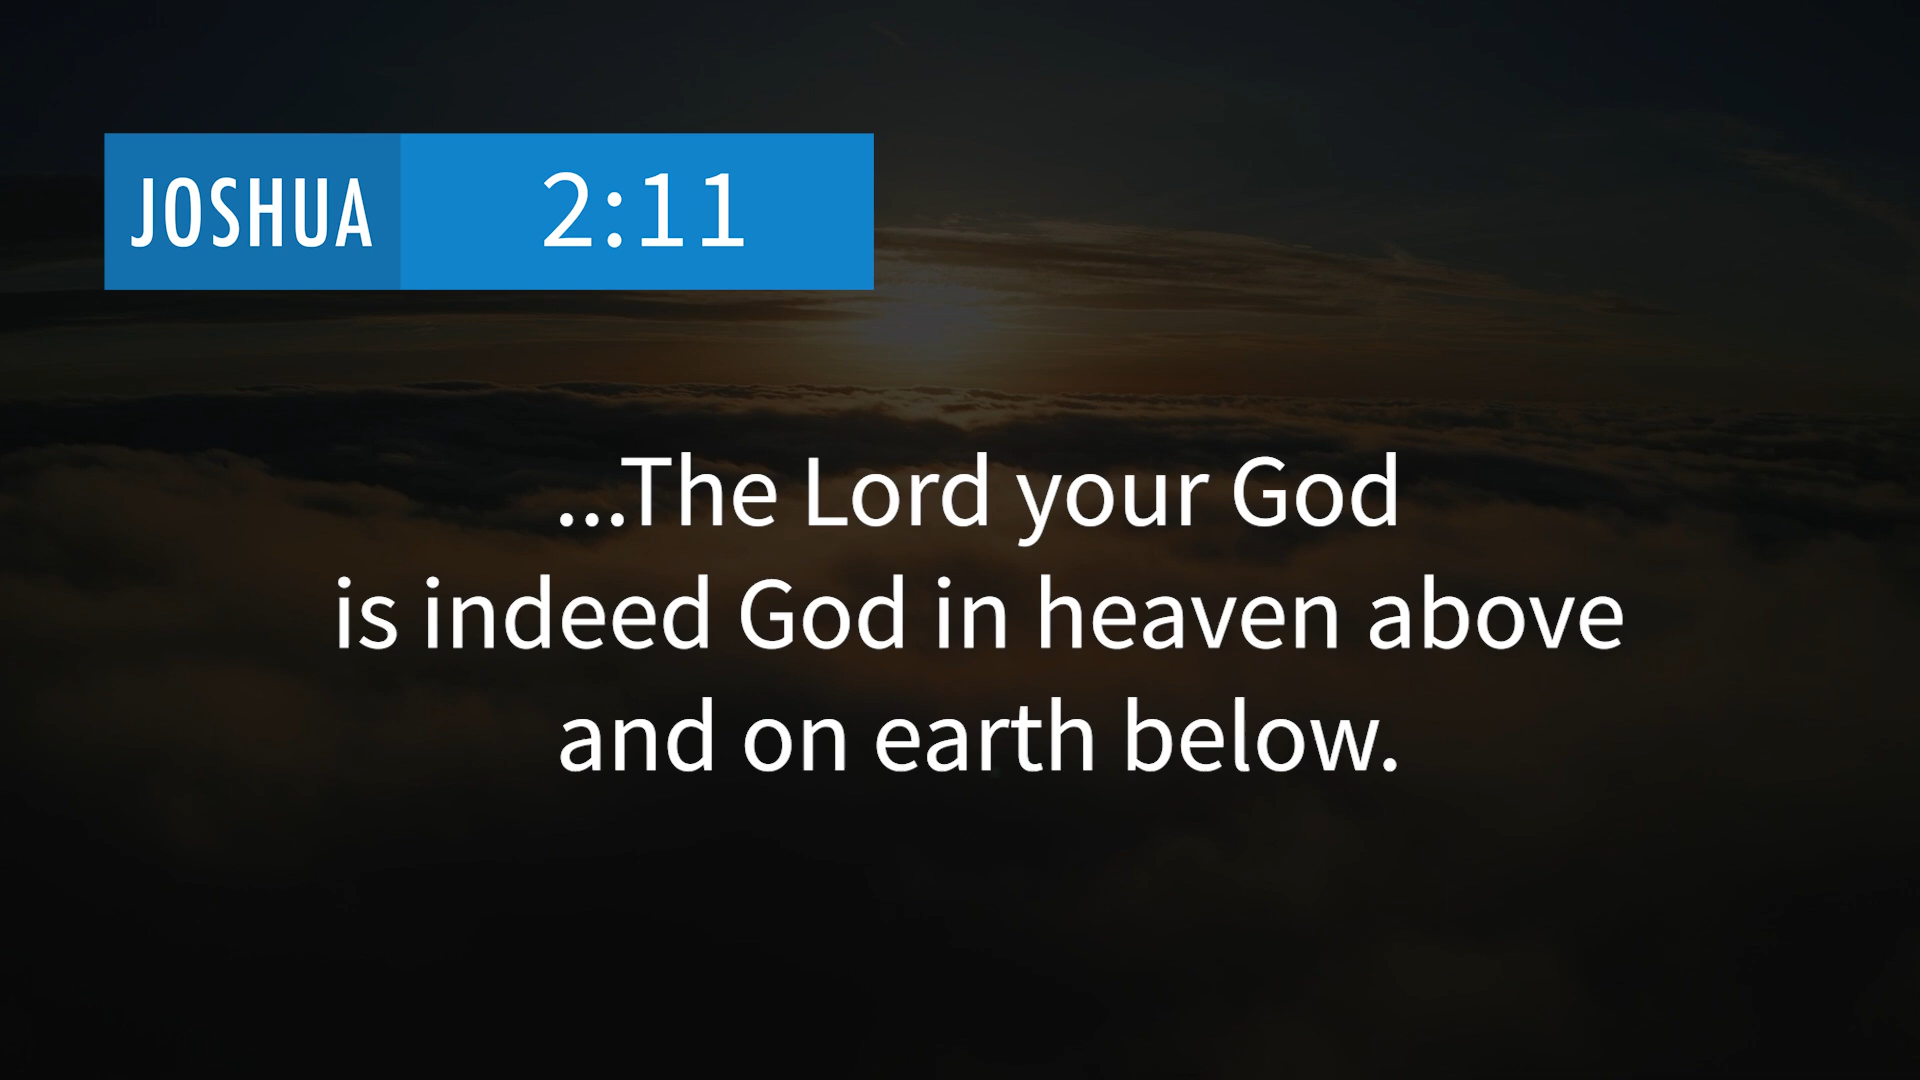 JOSHUA 2:11
...The Lord your God
is indeed God in heaven above
and on earth below.